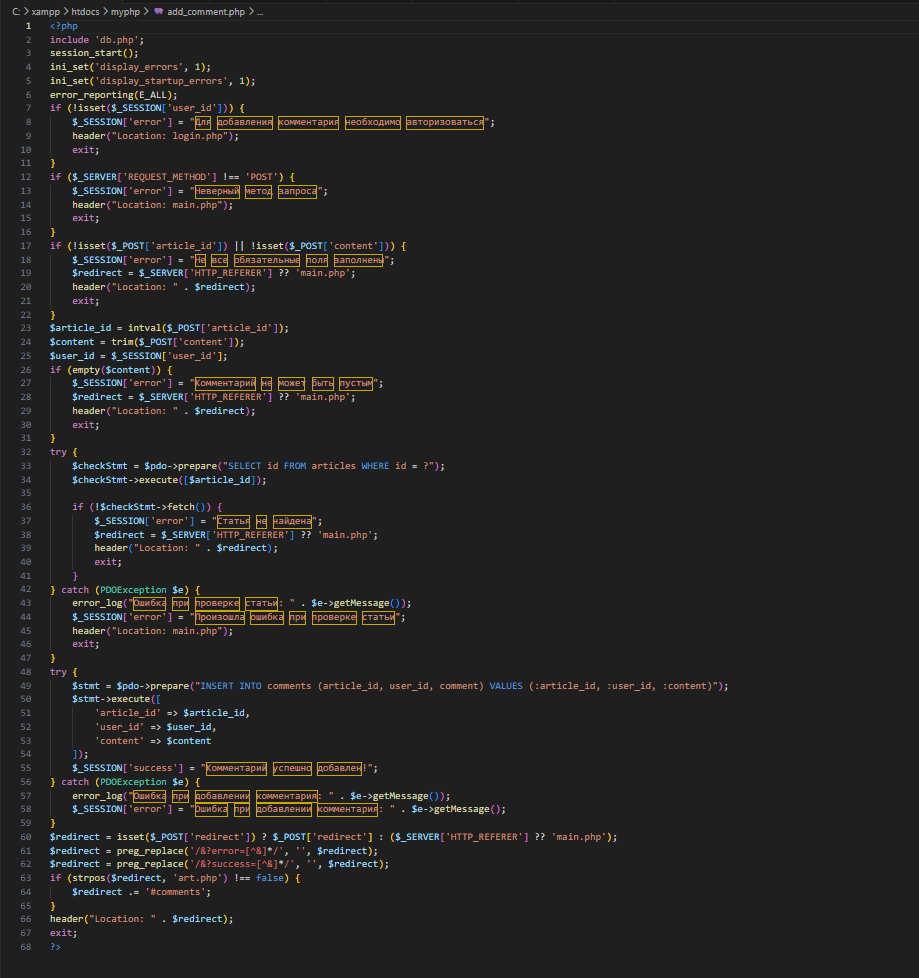 C: > xampp > htdocs > myphp > add_comment.php > ...
1 <?php
2 include 'db.php';
3 session_start();
4 ini_set('display_errors', 1);
5 ini_set('display_startup_errors', 1);
6 error_reporting(E_ALL);
7 if (!isset($_SESSION['user_id'])) {
8     $_SESSION['error'] = "Для добавления комментария необходимо авторизоваться";
9     header("Location: login.php");
10     exit;
11 }
12 if ($_SERVER['REQUEST_METHOD'] !== 'POST') {
13     $_SESSION['error'] = "Неверный метод запроса";
14     header("Location: main.php");
15     exit;
16 }
17 if (!isset($_POST['article_id']) || !isset($_POST['content'])) {
18     $_SESSION['error'] = "Не все обязательные поля заполнены";
19     $redirect = $_SERVER['HTTP_REFERER'] ?? 'main.php';
20     header("Location: " . $redirect);
21     exit;
22 }
23 $article_id = intval($_POST['article_id']);
24 $content = trim($_POST['content']);
25 $user_id = $_SESSION['user_id'];
26 if (empty($content)) {
27     $_SESSION['error'] = "Комментарий не может быть пустым";
28     $redirect = $_SERVER['HTTP_REFERER'] ?? 'main.php';
29     header("Location: " . $redirect);
30     exit;
31 }
32 try {
33     $checkStmt = $pdo->prepare("SELECT id FROM articles WHERE id = ?");
34     $checkStmt->execute([$article_id]);
35
36     if (!$checkStmt->fetch()) {
37         $_SESSION['error'] = "Статья не найдена";
38         $redirect = $_SERVER['HTTP_REFERER'] ?? 'main.php';
39         header("Location: " . $redirect);
40         exit;
41     }
42 } catch (PDOException $e) {
43     error_log("Ошибка при проверке статьи: " . $e->getMessage());
44     $_SESSION['error'] = "Произошла ошибка при проверке статьи";
45     header("Location: main.php");
46     exit;
47 }
48 try {
49     $stmt = $pdo->prepare("INSERT INTO comments (article_id, user_id, comment) VALUES (:article_id, :user_id, :content)");
50     $stmt->execute([
51         'article_id' => $article_id,
52         'user_id' => $user_id,
53         'content' => $content
54     ]);
55     $_SESSION['success'] = "Комментарий успешно добавлен!";
56 } catch (PDOException $e) {
57     error_log("Ошибка при добавлении комментария: " . $e->getMessage());
58     $_SESSION['error'] = "Ошибка при добавлении комментария: " . $e->getMessage();
59 }
60 $redirect = isset($_POST['redirect']) ? $_POST['redirect'] : ($_SERVER['HTTP_REFERER'] ?? 'main.php');
61 $redirect = preg_replace('/&?error=[^&]*/', '', $redirect);
62 $redirect = preg_replace('/&?success=[^&]*/', '', $redirect);
63 if (strpos($redirect, 'art.php') !== false) {
64     $redirect .= '#comments';
65 }
66 header("Location: " . $redirect);
67 exit;
68 ?>